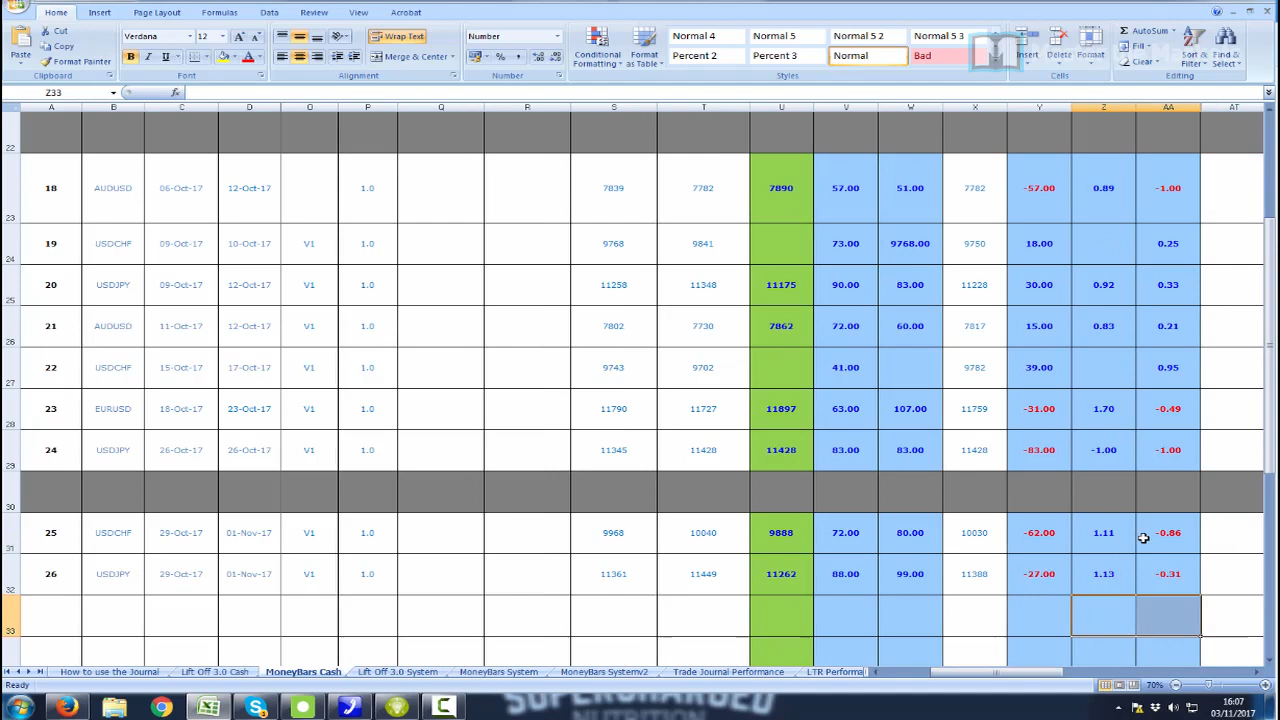 Home Insert Page Layout Formulas Data Review View Acrobat
Cut
Copy
Format Painter
Paste
Clipboard
Verdana 12
B I U
Font
Wrap Text
Merge & Center
Alignment
Number
Number
Conditional Formatting
Format as Table
Normal 4 Normal 5 Normal 5 2 Normal 5 3
Percent 2 Percent 3 Normal Bad
Styles
Insert Delete Format
Cells
AutoSum
Fill
Clear
Sort & Filter
Find & Select
Editing
Z33 fx
A B C D O P Q R S T U V W X Y Z AA AT
22
18 AUDUSD 06-Oct-17 12-Oct-17 1.0 7839 7782 7890 57.00 51.00 7782 -57.00 0.89 -1.00
23
19 USDCHF 09-Oct-17 10-Oct-17 V1 1.0 9768 9841 73.00 9768.00 9750 18.00 0.25
24
20 USDJPY 09-Oct-17 12-Oct-17 V1 1.0 11258 11348 11175 90.00 83.00 11228 30.00 0.92 0.33
25
21 AUDUSD 11-Oct-17 12-Oct-17 V1 1.0 7802 7730 7862 72.00 60.00 7817 15.00 0.83 0.21
26
22 USDCHF 15-Oct-17 17-Oct-17 V1 1.0 9743 9702 41.00 9782 39.00 0.95
27
23 EURUSD 18-Oct-17 23-Oct-17 V1 1.0 11790 11727 11897 63.00 107.00 11759 -31.00 1.70 -0.49
28
24 USDJPY 26-Oct-17 26-Oct-17 V1 1.0 11345 11428 11428 83.00 83.00 11428 -83.00 -1.00 -1.00
29
30
25 USDCHF 29-Oct-17 01-Nov-17 V1 1.0 9968 10040 9888 72.00 80.00 10030 -62.00 1.11 -0.86
31
26 USDJPY 29-Oct-17 01-Nov-17 V1 1.0 11361 11449 11262 88.00 99.00 11388 -27.00 1.13 -0.31
32
33
How to use the Journal Lift Off 3.0 Cash MoneyBars Cash Lift Off 3.0 System MoneyBars System MoneyBars Systemv2 Trade Journal Performance LTR Performa
Ready 70%
SUPERCHARGED
NUTRITION
16:07
03/11/2017